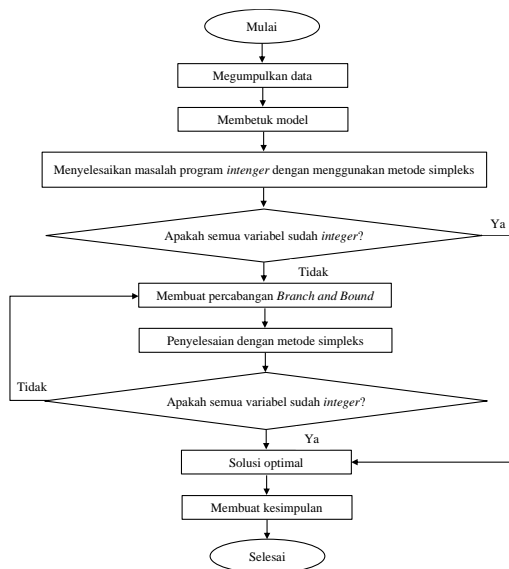 Mulai
Megumpulkan data
Membetuk model
Menyelesaikan masalah program intenger dengan menggunakan metode simpleks
Apakah semua variabel sudah integer?
Ya
Tidak
Membuat percabangan Branch and Bound
Penyelesaian dengan metode simpleks
Tidak
Apakah semua variabel sudah integer?
Ya
Solusi optimal
Membuat kesimpulan
Selesai